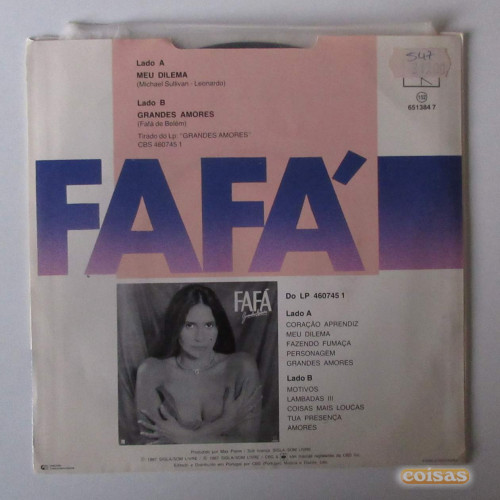 Lado A
MEU DILEMA
(Michael Sullivan - Leonardo)
Lado B
GRANDES AMORES
(Fafá de Belém)
Tirado do Lp: "GRANDES AMORES"
CBS 460745 1
651384 7
FAFÁ
FAFÁ
Do LP 460745 1
Lado A
CORAÇÃO APRENDIZ
MEU DILEMA
FAZENDO FUMAÇA
PERSONAGEM
GRANDES AMORES
Lado B
MOTIVOS
LAMBADAS III
COISAS MAIS LOUCAS
TUA PRESENÇA
AMORES
coisas